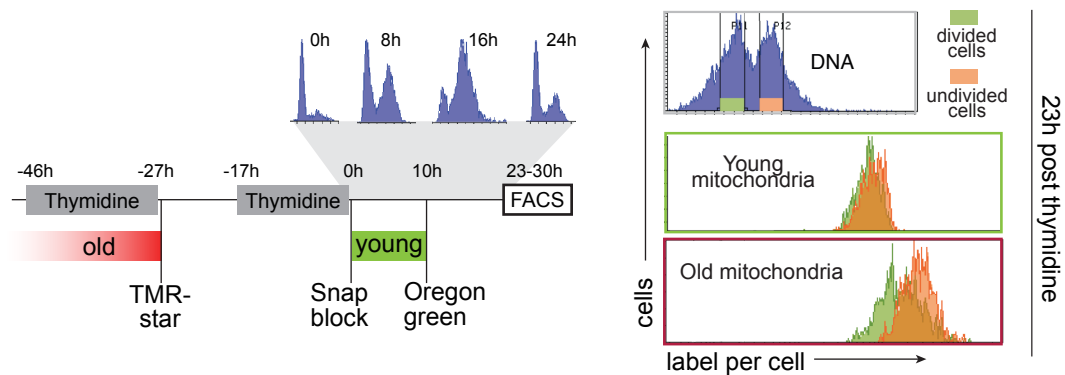 0h
8h
16h
24h
-46h
-27h
-17h
0h
10h
23-30h
Thymidine
Thymidine
FACS
old
young
TMR-
star
Snap
block
Oregon
green
P11
P12
DNA
divided
cells
undivided
cells
Young
mitochondria
Old mitochondria
cells
label per cell
23h post thymidine